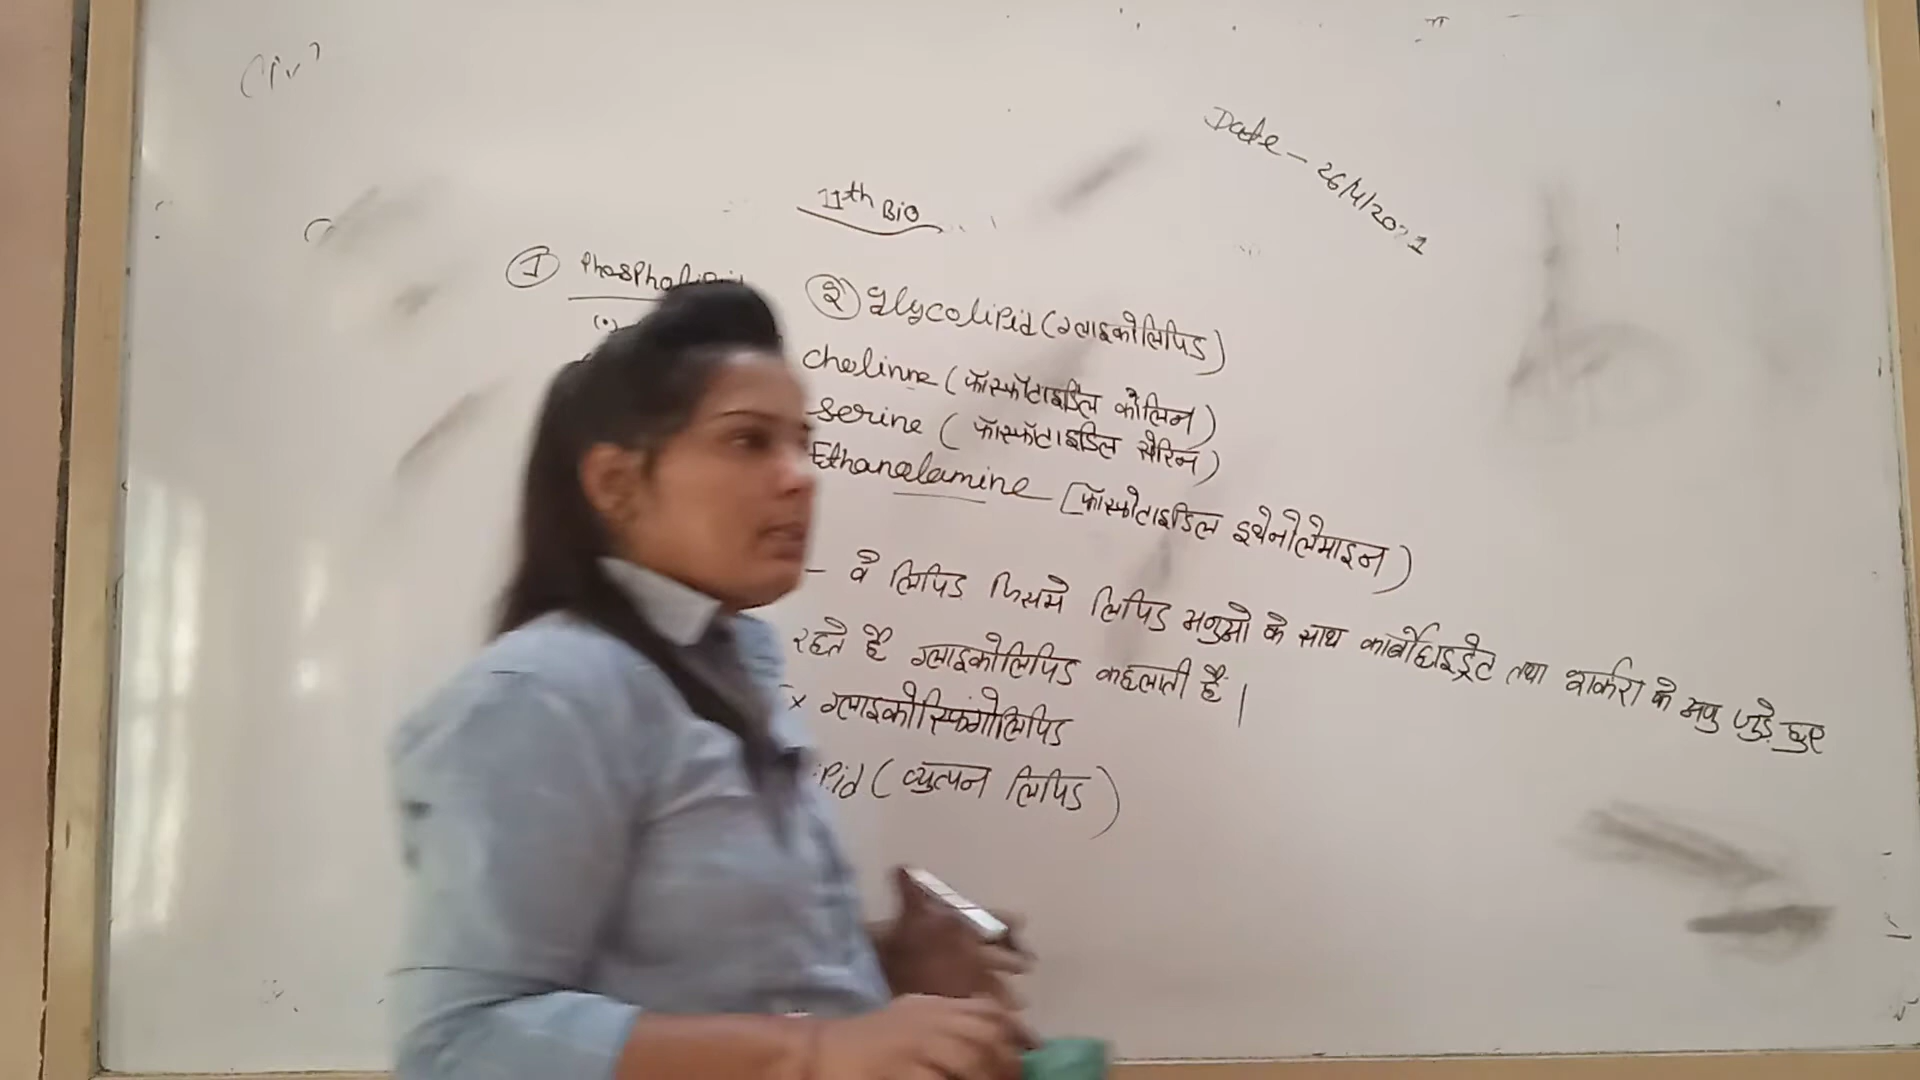 (iv)
Date - 26/4/2021
11th Bio
① Phospholipid
② Glycolipid (ग्लाइकोलिपिड)
cholinne (फॉस्फॉटाइडिल कोलिन)
serine (फॉस्फॉटाइडिल सेरिन)
Ethanolamine [फॉस्फोटाइडिल इथेनोलेमाइन)
- वे लिपिड जिसमे लिपिड अणुओ के साथ कार्बोहाइड्रेट तथा शर्करा के अणु जुड़े हुए
रहते है ग्लाइकोलिपिड कहलाती है।
x ग्लाइकोस्फिंगोलिपिड
pid (व्युत्पन लिपिड)